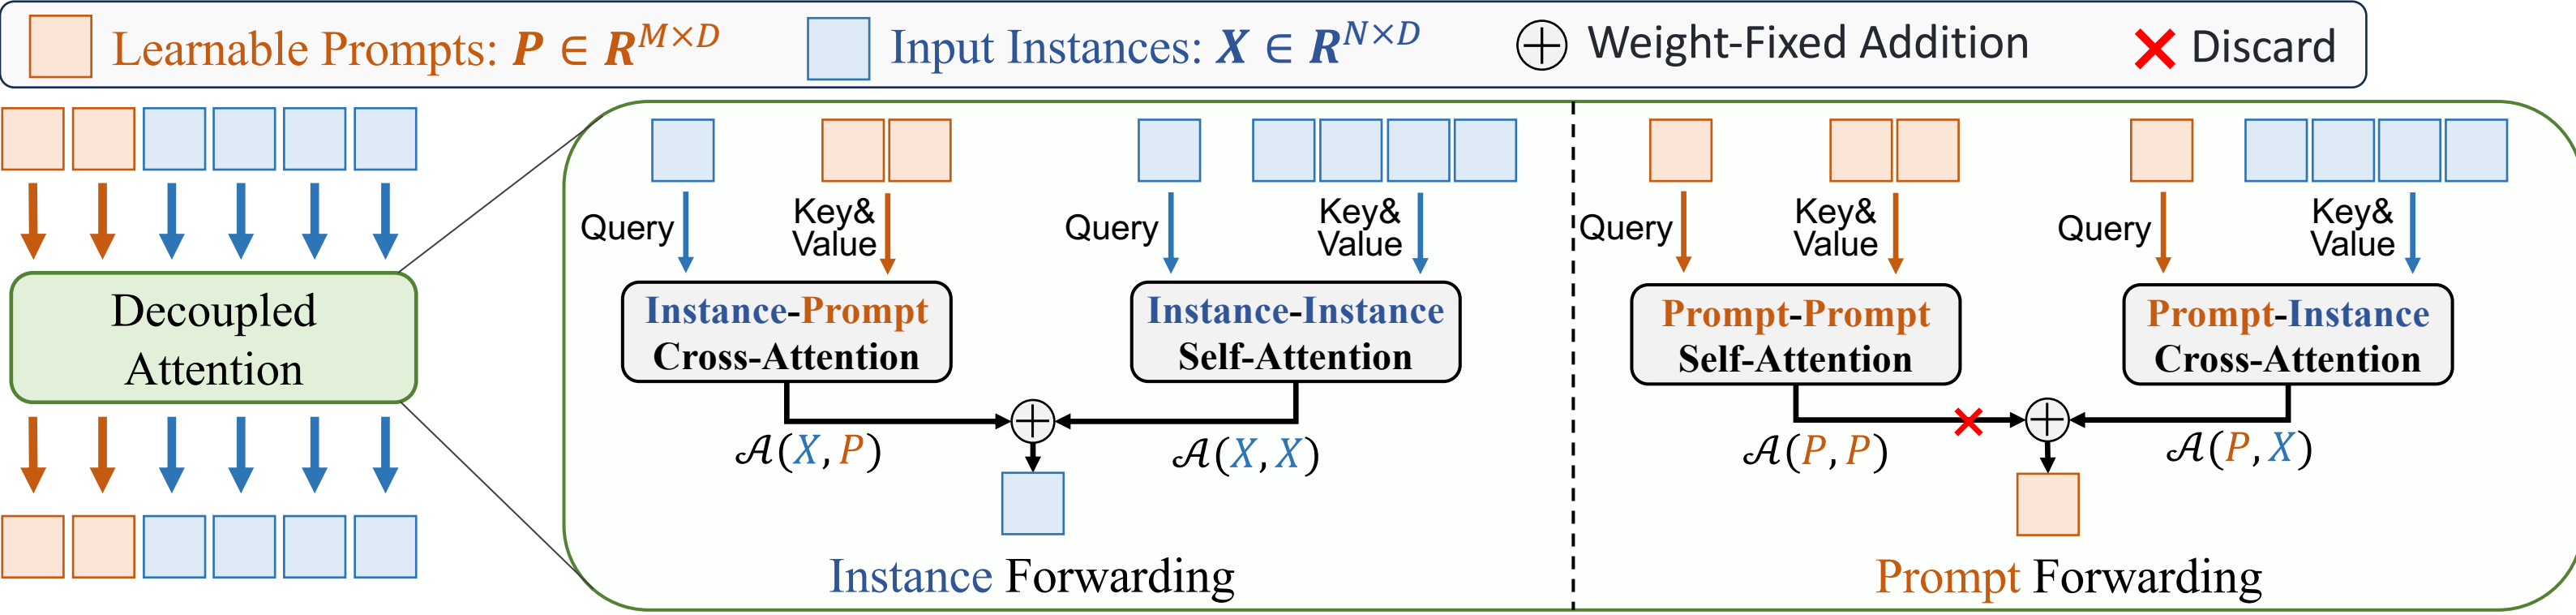 Learnable Prompts: P ∈ R^{M×D}
Input Instances: X ∈ R^{N×D}
Weight-Fixed Addition
Discard
Decoupled
Attention
Query
Key&
Value
Query
Key&
Value
Instance-Prompt
Cross-Attention
Instance-Instance
Self-Attention
𝒜(X, P)
𝒜(X, X)
Instance Forwarding
Query
Key&
Value
Query
Key&
Value
Prompt-Prompt
Self-Attention
Prompt-Instance
Cross-Attention
𝒜(P, P)
𝒜(P, X)
Prompt Forwarding